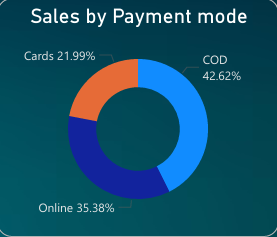 Sales by Payment mode
Cards 21.99%
COD
42.62%
Online 35.38%